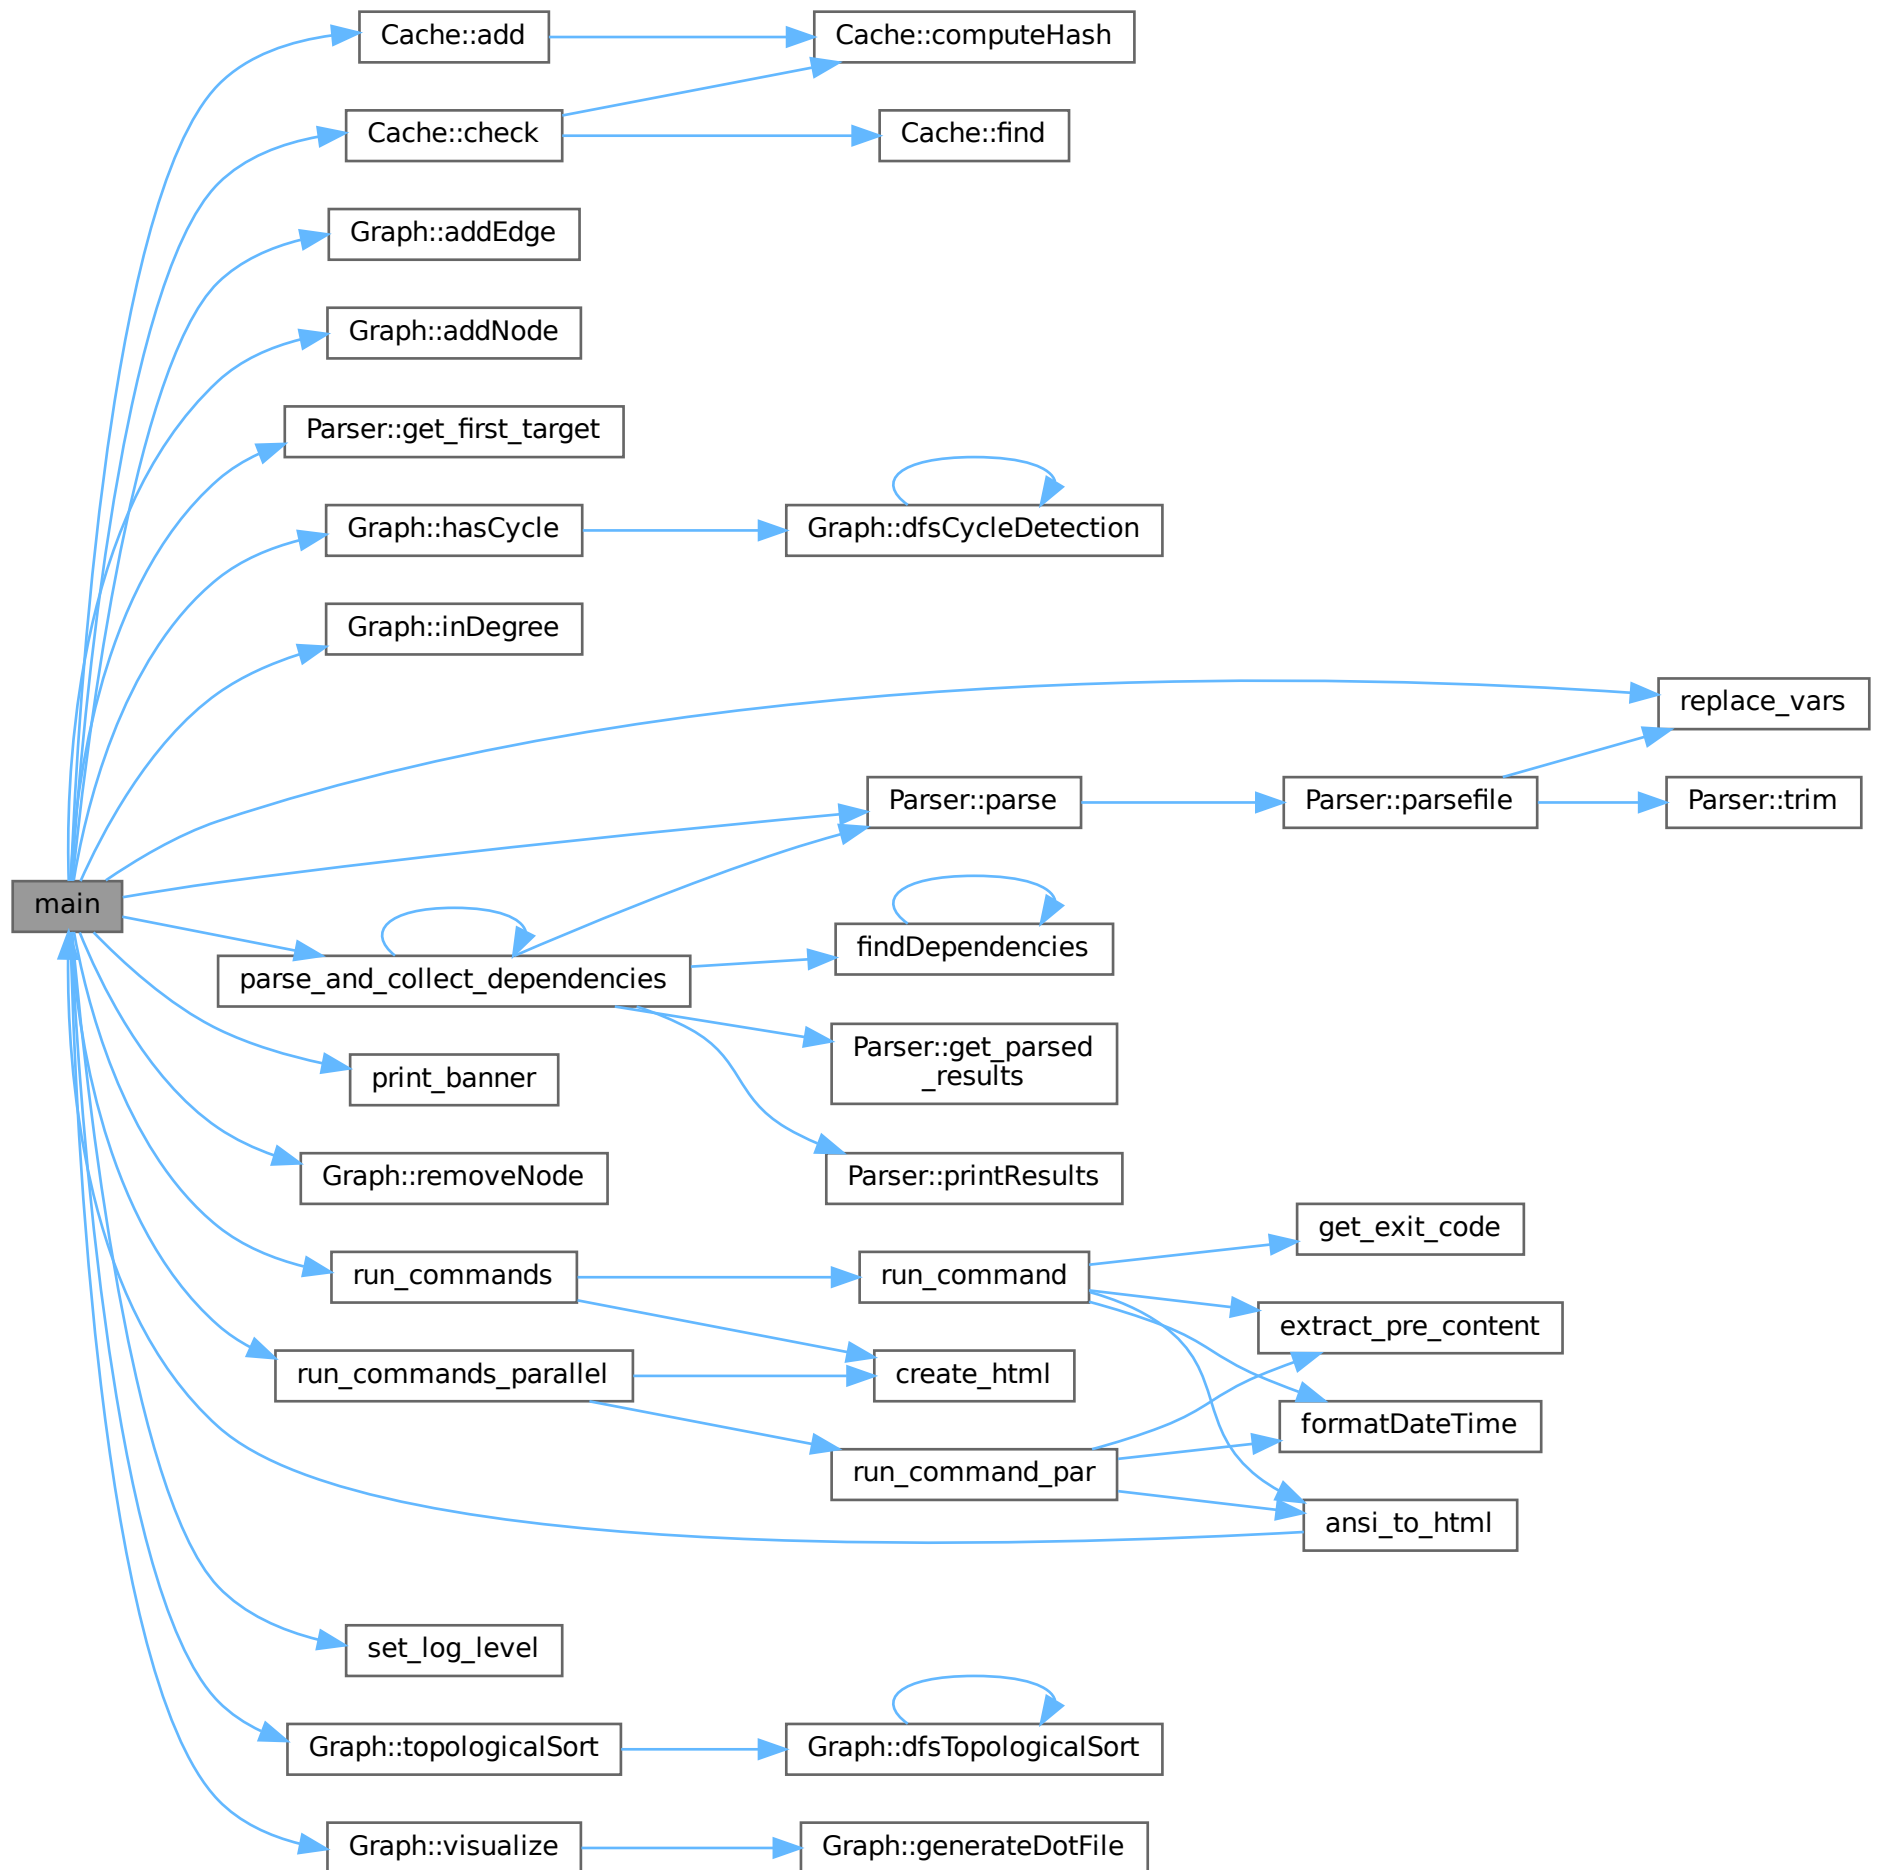 Cache::add
Cache::computeHash
Cache::check
Cache::find
Graph::addEdge
Graph::addNode
Parser::get_first_target
Graph::hasCycle
Graph::dfsCycleDetection
Graph::inDegree
replace_vars
Parser::parse
Parser::parsefile
Parser::trim
main
findDependencies
parse_and_collect_dependencies
Parser::get_parsed
_results
print_banner
Graph::removeNode
Parser::printResults
get_exit_code
run_commands
run_command
extract_pre_content
run_commands_parallel
create_html
formatDateTime
run_command_par
ansi_to_html
set_log_level
Graph::topologicalSort
Graph::dfsTopologicalSort
Graph::visualize
Graph::generateDotFile